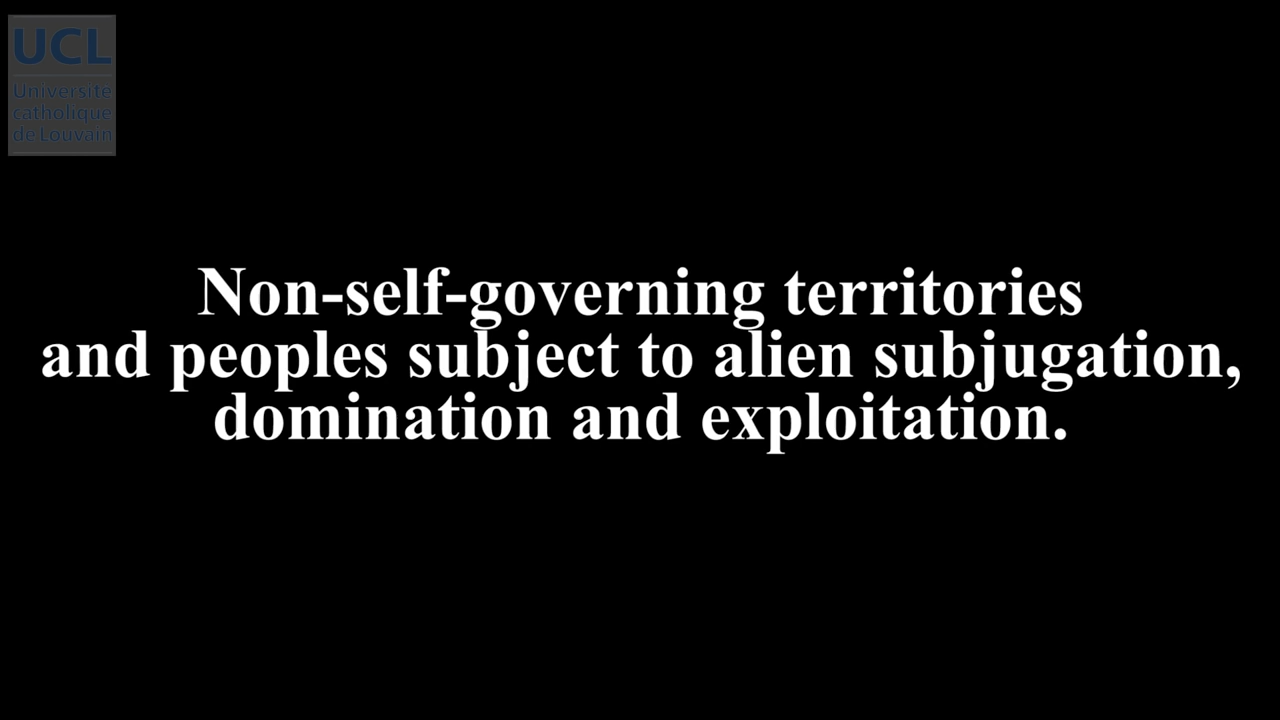 UCL
Université
catholique
de Louvain
Non-self-governing territories
and peoples subject to alien subjugation,
domination and exploitation.